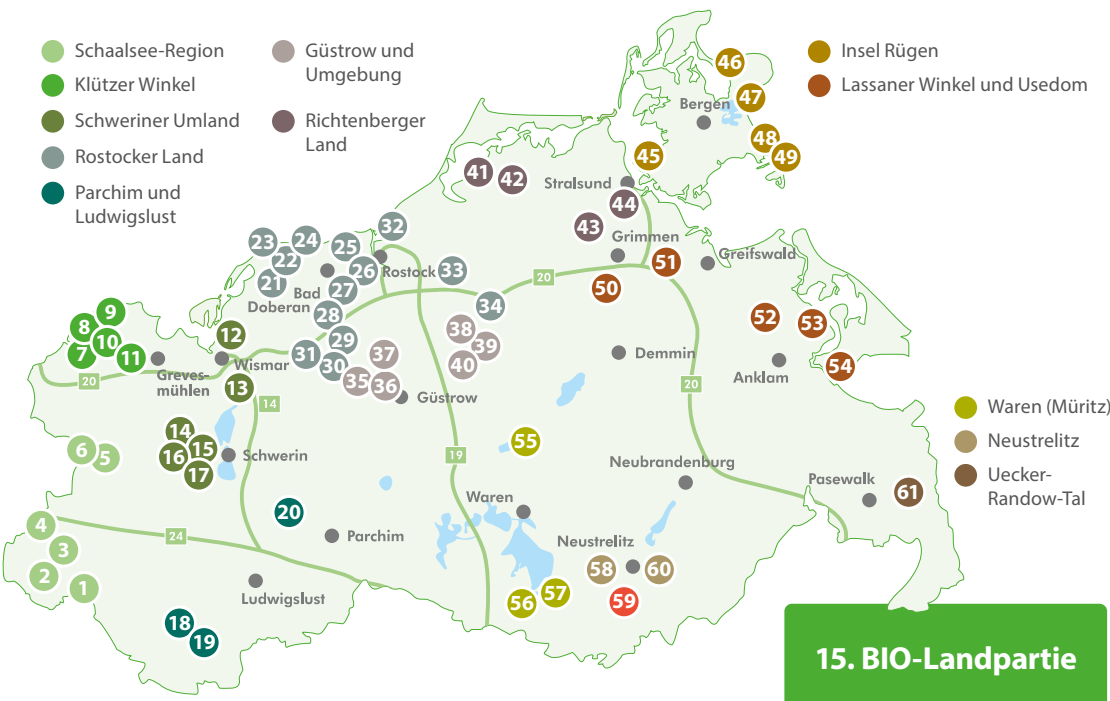 Schaalsee-Region
Klützer Winkel
Schweriner Umland
Rostocker Land
Parchim und
Ludwigslust
Güstrow und
Umgebung
Richtenberger
Land
Insel Rügen
Lassaner Winkel und Usedom
46
47
Bergen
48
49
45
41
42
Stralsund
44
43
Grimmen
32
24
23
25
22
26
Rostock
33
21
Bad
Doberan
27
20
51
Greifswald
50
34
28
9
8
10
7
11
12
38
52
53
29
39
31
30
37
40
Demmin
Wismar
Greves-
mühlen
20
13
35
36
Güstrow
14
20
Anklam
54
Waren (Müritz)
Neustrelitz
Uecker-
Randow-Tal
14
15
16
17
6
5
Schwerin
19
55
Neubrandenburg
Pasewalk
61
Waren
20
Parchim
4
24
3
2
1
Ludwigslust
Neustrelitz
58
60
57
56
59
18
19
15. BIO-Landpartie